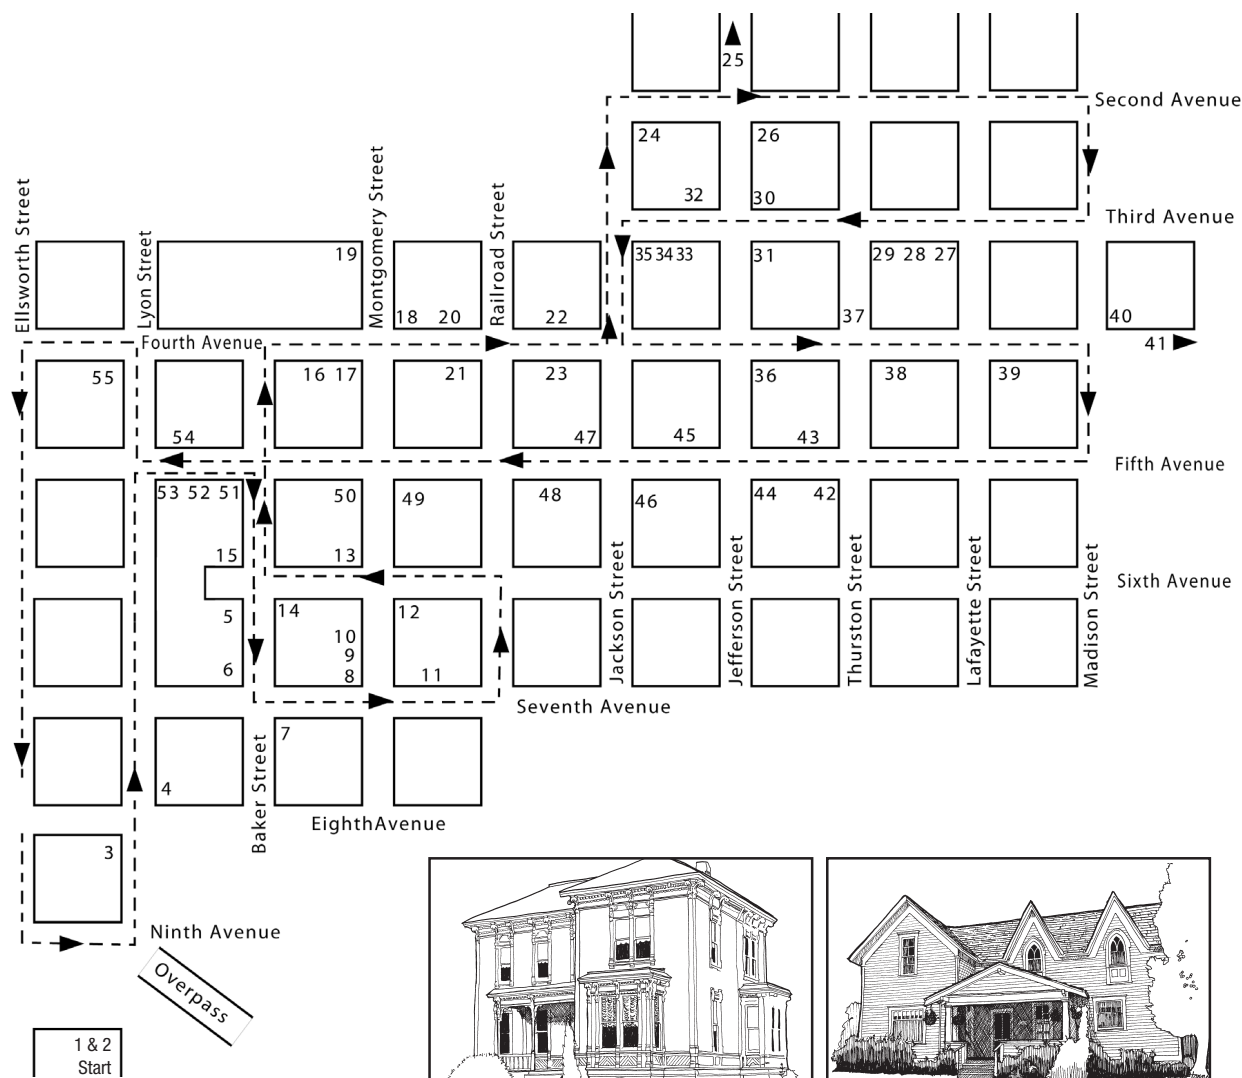 25
Second Avenue
24
26
32
30
Third Avenue
Ellsworth Street
Lyon Street
Montgomery Street
Railroad Street
19
35 34 33
31
29 28 27
18 20
22
37
40
41
Fourth Avenue
55
16 17
21
23
36
38
39
54
47
45
43
Fifth Avenue
53 52 51
50
49
48
46
44 42
15
13
Jackson Street
Jefferson Street
Thurston Street
Lafayette Street
Madison Street
Sixth Avenue
5
14
12
10
9
6
8
11
Seventh Avenue
4
Baker Street
7
EighthAvenue
3
Ninth Avenue
Overpass
1 & 2
Start